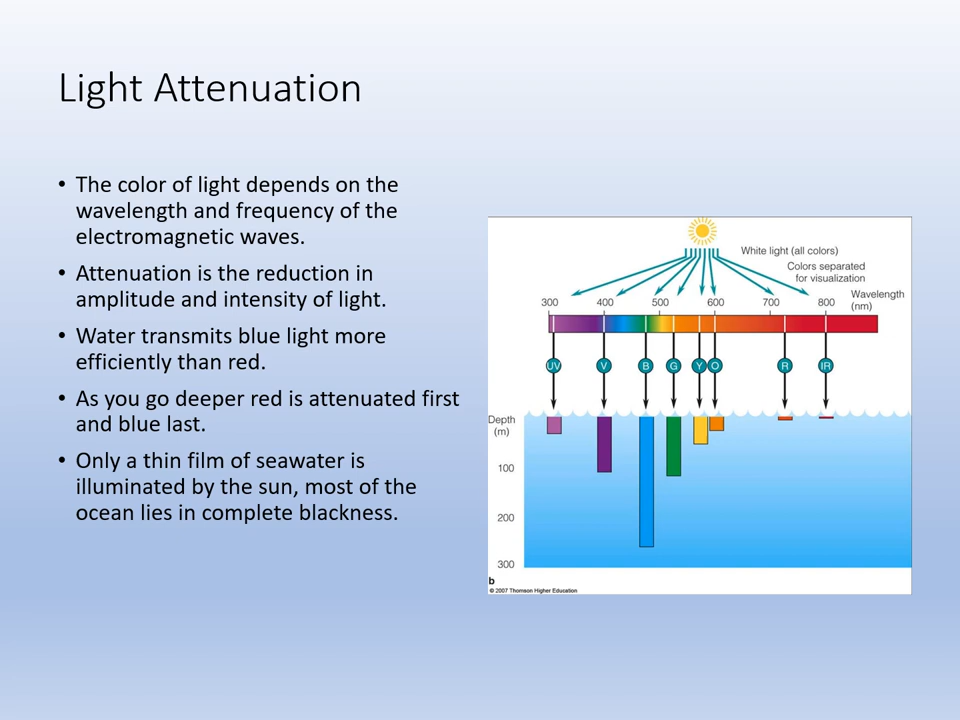 Light Attenuation
• The color of light depends on the
wavelength and frequency of the
electromagnetic waves.
• Attenuation is the reduction in
amplitude and intensity of light.
• Water transmits blue light more
efficiently than red.
• As you go deeper red is attenuated first
and blue last.
• Only a thin film of seawater is
illuminated by the sun, most of the
ocean lies in complete blackness.
White light (all colors)
Colors separated
for visualization
Wavelength
(nm)
300 400 500 600 700 800
UV V B G Y O R IR
Depth
(m)
100
200
300
b
© 2007 Thomson Higher Education